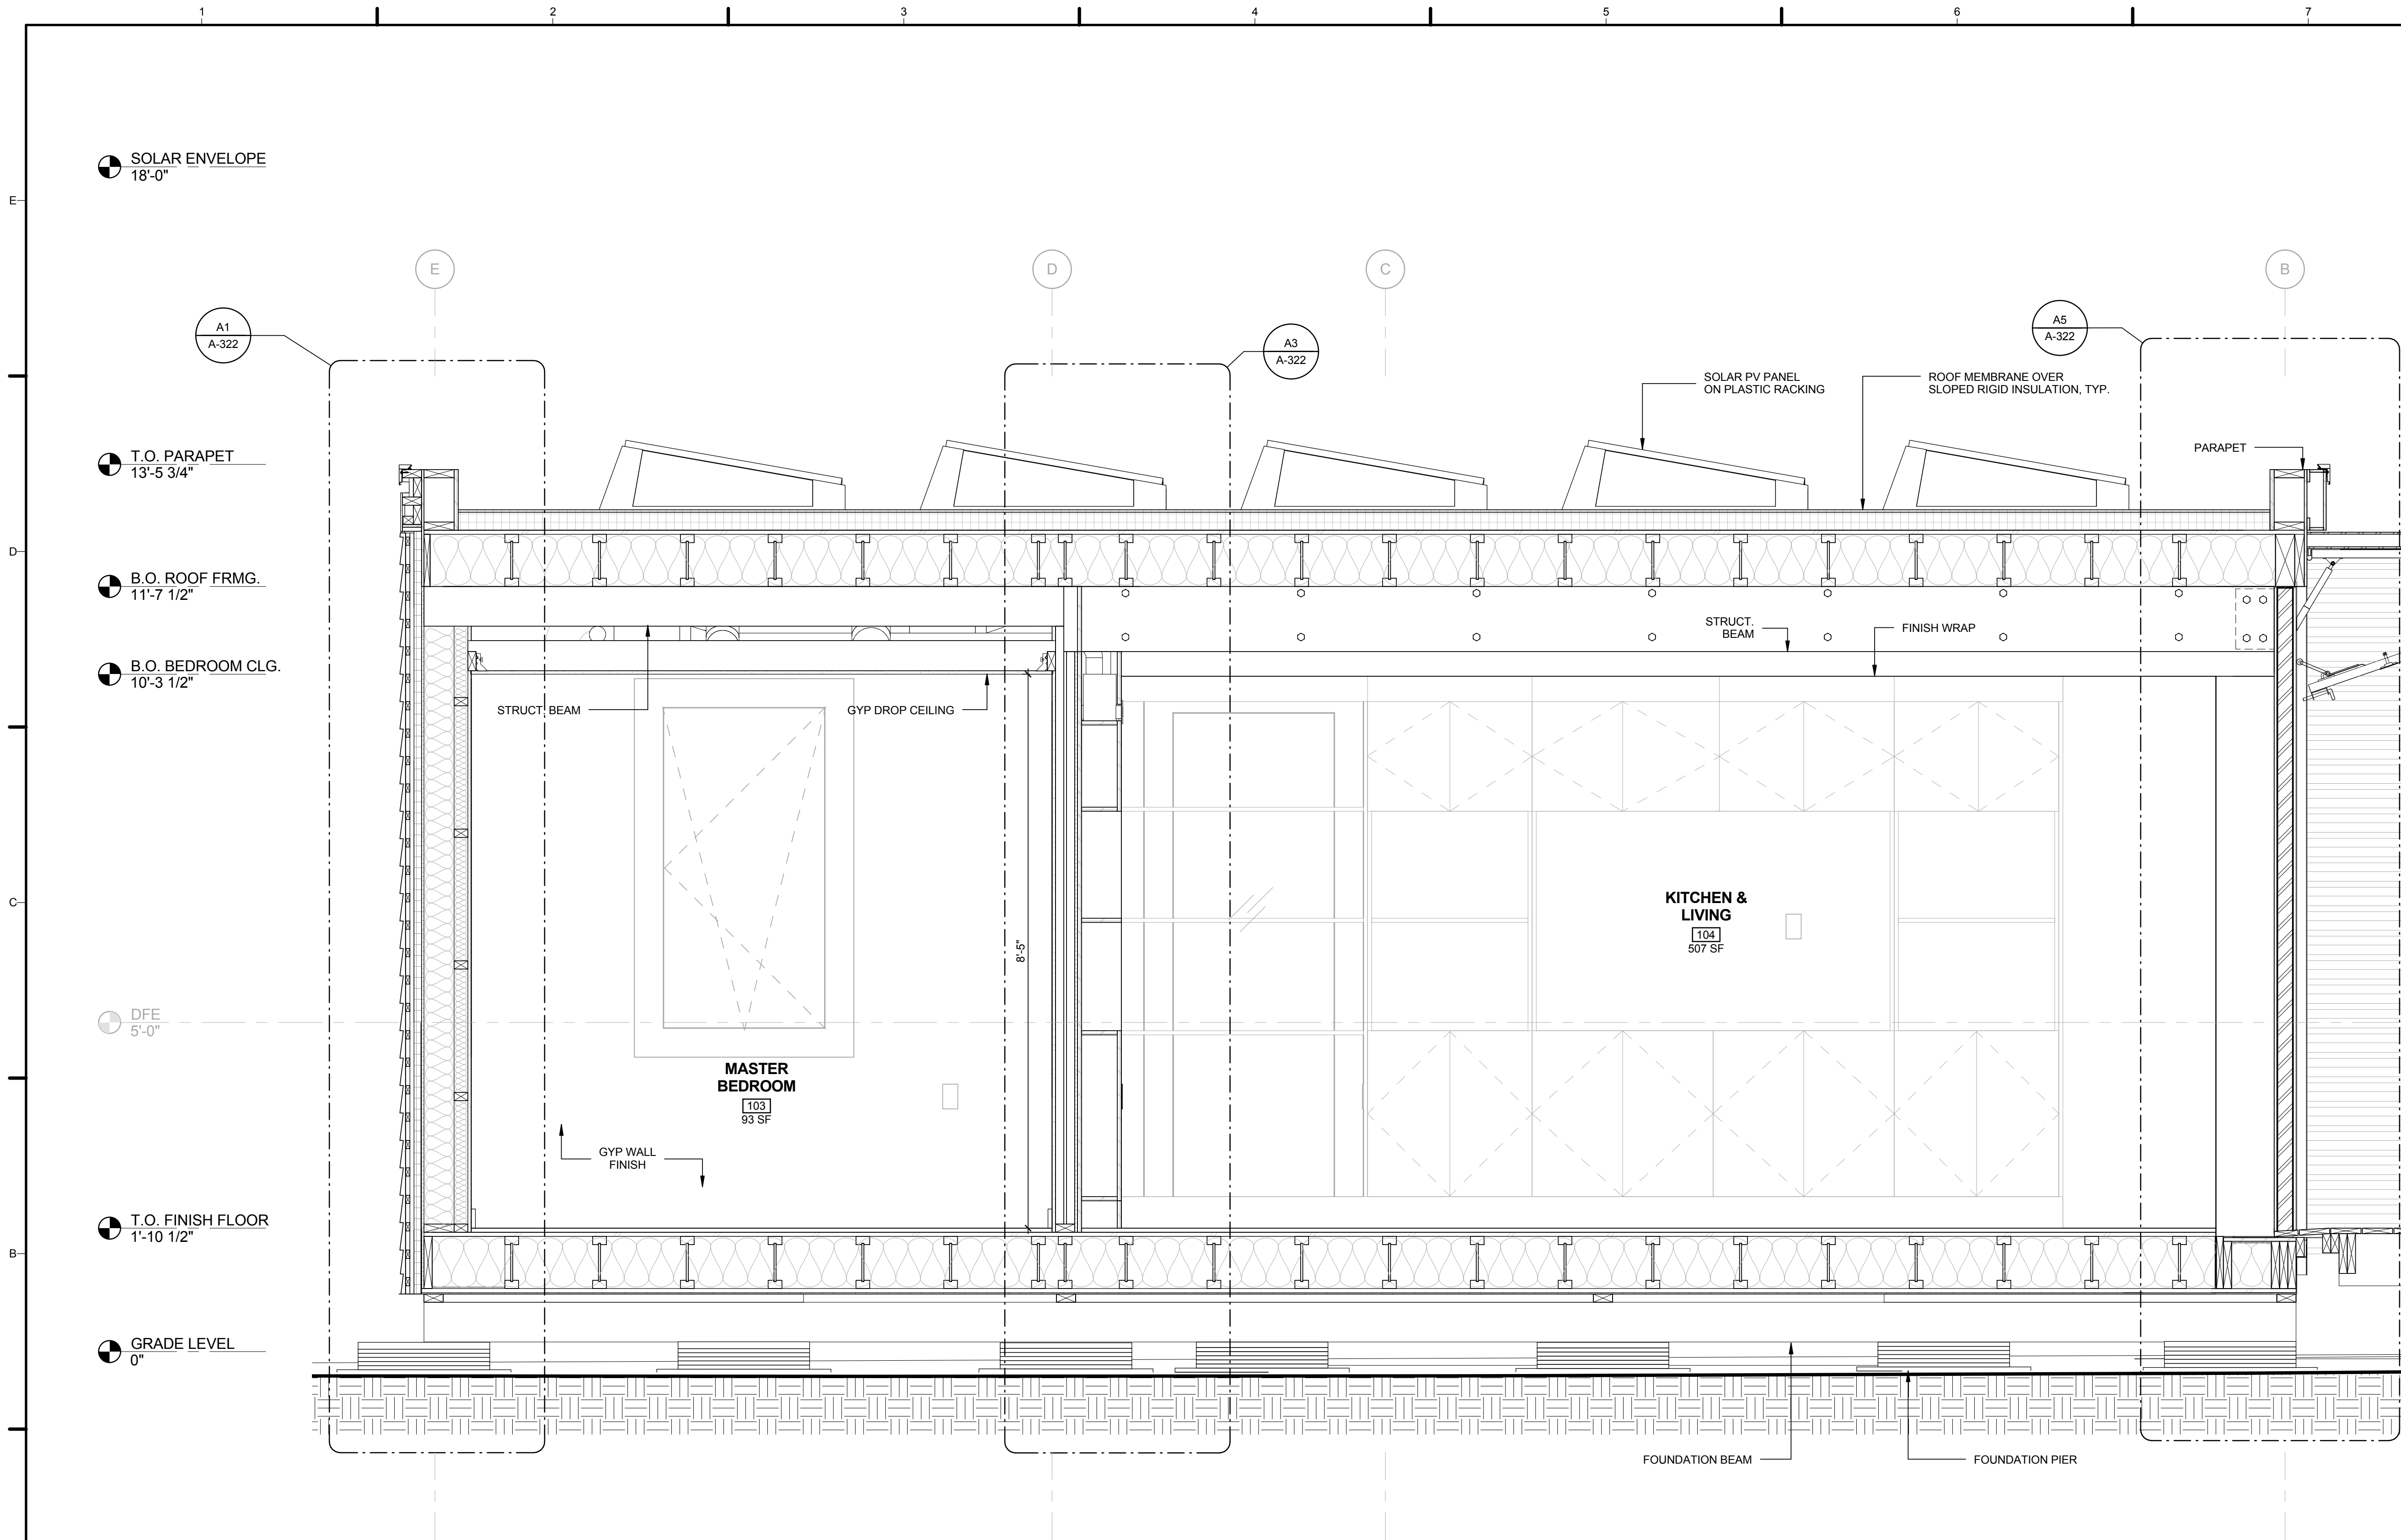 1
2
3
4
5
6
7
SOLAR ENVELOPE
18'-0"
E
E
D
C
B
A1
A-322
A3
A-322
A5
A-322
SOLAR PV PANEL
ON PLASTIC RACKING
ROOF MEMBRANE OVER
SLOPED RIGID INSULATION, TYP.
T.O. PARAPET
13'-5 3/4"
PARAPET
D
B.O. ROOF FRMG.
11'-7 1/2"
STRUCT.
BEAM
FINISH WRAP
B.O. BEDROOM CLG.
10'-3 1/2"
STRUCT. BEAM
GYP DROP CEILING
C
KITCHEN &
LIVING
104
507 SF
8'-5"
DFE
5'-0"
MASTER
BEDROOM
103
93 SF
GYP WALL
FINISH
T.O. FINISH FLOOR
1'-10 1/2"
B
GRADE LEVEL
0"
FOUNDATION BEAM
FOUNDATION PIER